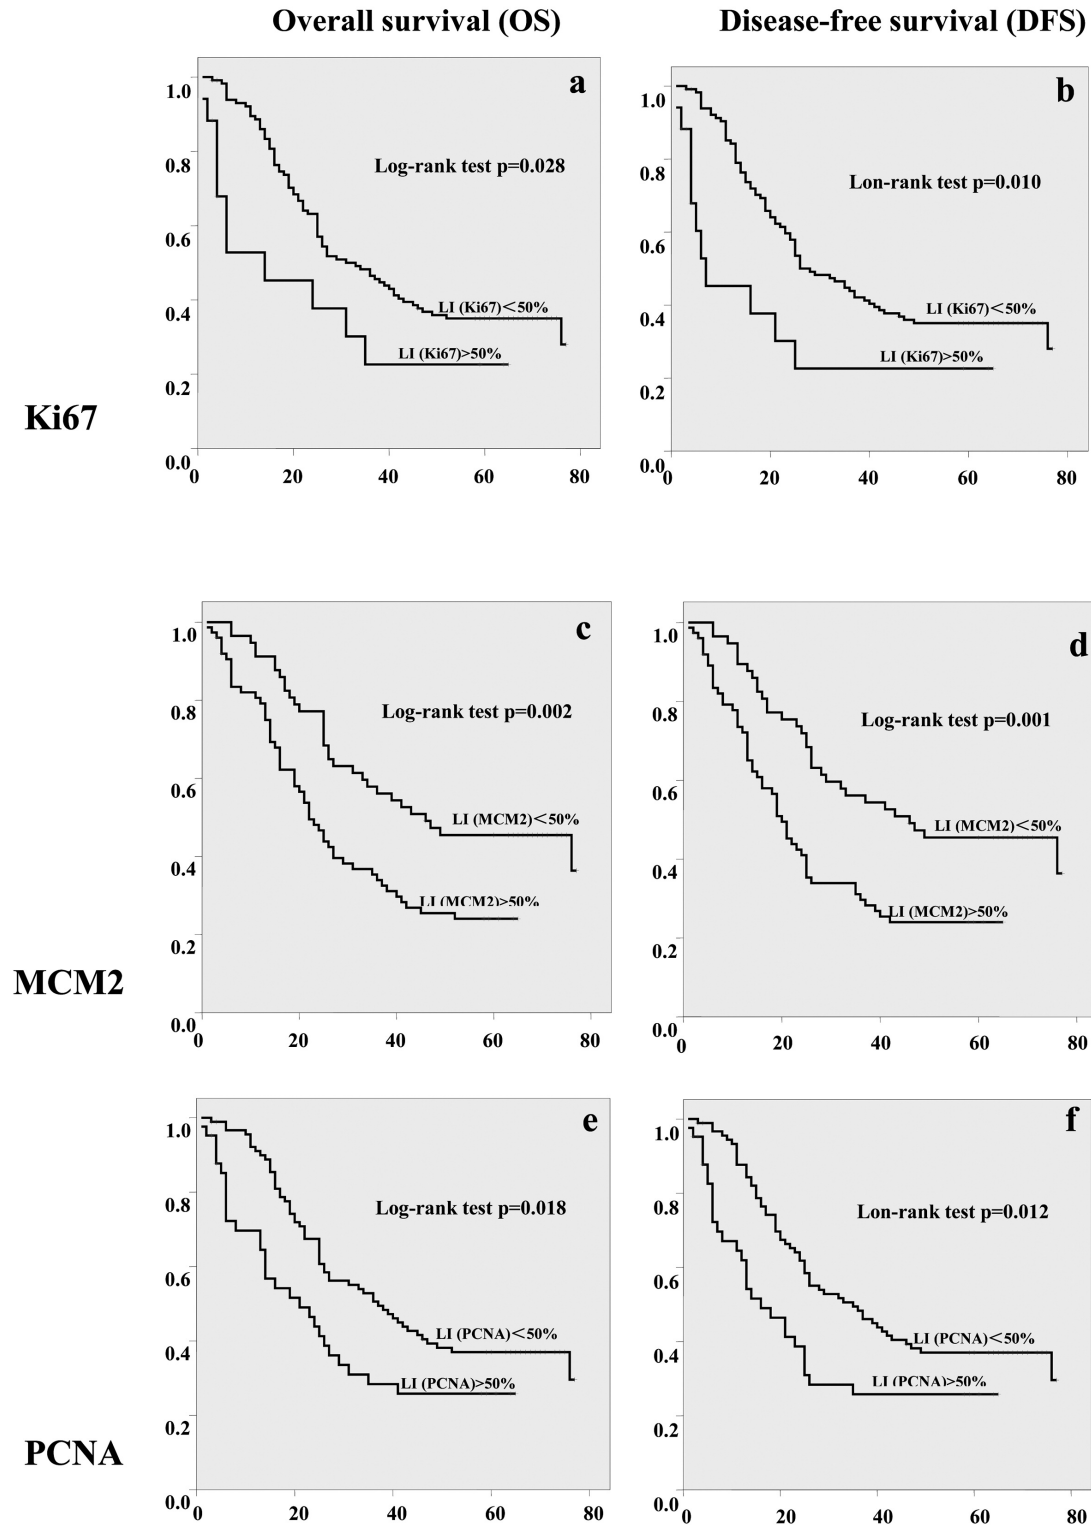 Overall survival (OS) Disease-free survival (DFS)
a
1.0
0.8
0.6
0.4
0.2
0.0
Log-rank test p=0.028
LI (Ki67)<50%
LI (Ki67)>50%
0 20 40 60 80
b
1.0
0.8
0.6
0.4
0.2
0.0
Lon-rank test p=0.010
LI (Ki67)<50%
LI (Ki67)>50%
0 20 40 60 80
Ki67
c
1.0
0.8
0.6
0.4
0.2
0.0
Log-rank test p=0.002
LI (MCM2)<50%
LI (MCM2)>50%
0 20 40 60 80
d
1.0
0.8
0.6
0.4
0.2
0.0
Log-rank test p=0.001
LI (MCM2)<50%
LI (MCM2)>50%
0 20 40 60 80
MCM2
e
1.0
0.8
0.6
0.4
0.2
0.0
Log-rank test p=0.018
LI (PCNA)<50%
LI (PCNA)>50%
0 20 40 60 80
f
1.0
0.8
0.6
0.4
0.2
0.0
Lon-rank test p=0.012
LI (PCNA)<50%
LI (PCNA)>50%
0 20 40 60 80
PCNA